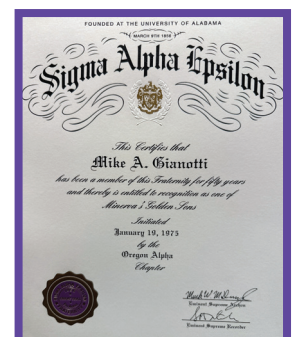 FOUNDED AT THE UNIVERSITY OF ALABAMA
MARCH 9TH 1856
Sigma Alpha Epsilon
This Certifies that
Mike A. Gianotti
has been a member of this Fraternity for fifty years
and thereby is entitled to recognition as one of
Minerva's Golden Sons
Initiated
January 19, 1975
by the
Oregon Alpha
Chapter
Eminent Supreme Archon
Eminent Supreme Recorder